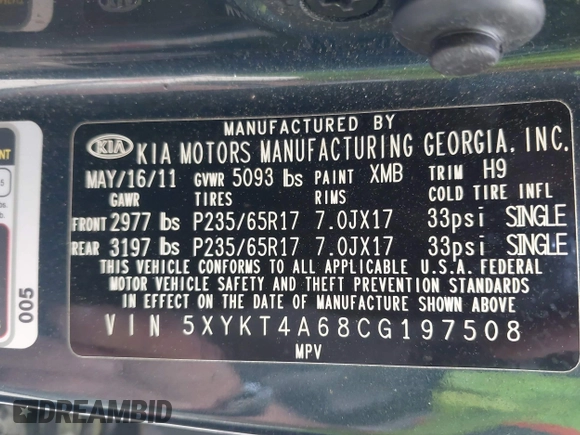 MANUFACTURED BY
KIA KIA MOTORS MANUFACTURING GEORGIA, INC.
MAY/16/11 GVWR 5093 lbs PAINT XMB TRIM H9
GAWR TIRES RIMS COLD TIRE INFL
FRONT 2977 lbs P235/65R17 7.0JX17 33psi SINGLE
REAR 3197 lbs P235/65R17 7.0JX17 33psi SINGLE
THIS VEHICLE CONFORMS TO ALL APPLICABLE U.S.A. FEDERAL
MOTOR VEHICLE SAFETY AND THEFT PREVENTION STANDARDS
IN EFFECT ON THE DATE OF MANUFACTURE SHOWN ABOVE.
VIN 5XYKT4A68CG197508
MPV
005
DREAMBID